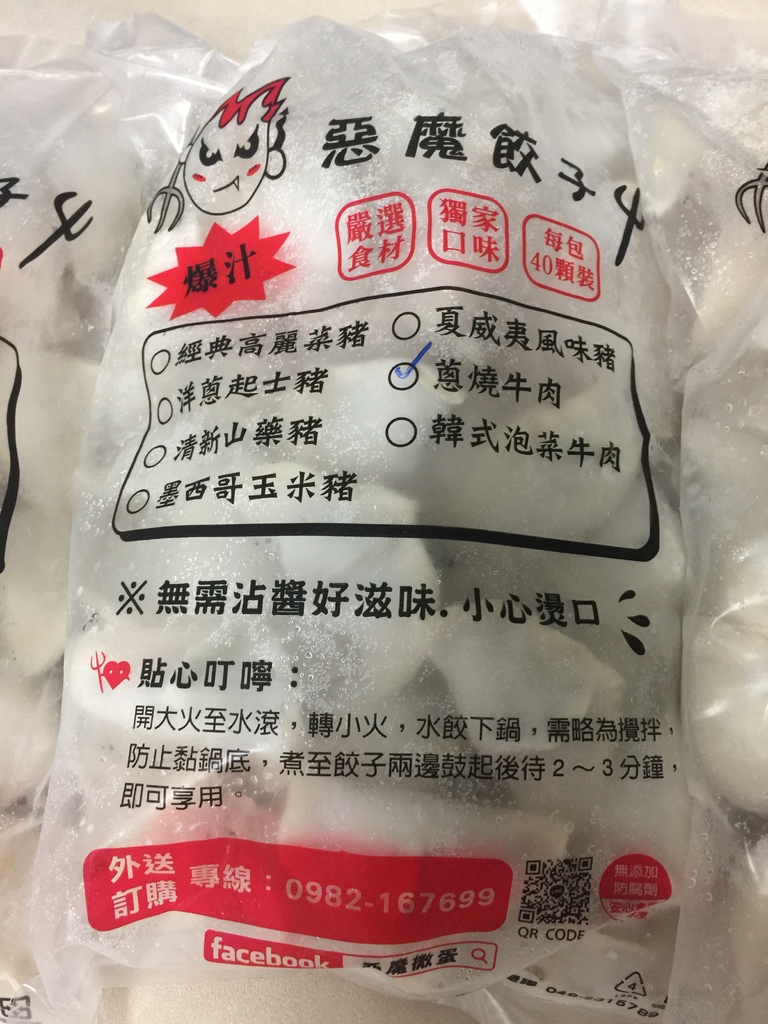 惡魔餃子
爆汁
嚴選食材
獨家口味
每包40顆裝
經典高麗菜豬
洋蔥起士豬
清新山藥豬
墨西哥玉米豬
夏威夷風味豬
蔥燒牛肉
韓式泡菜牛肉
※無需沾醬好滋味.小心燙口
貼心叮嚀：
開大火至水滾，轉小火，水餃下鍋，需略為攪拌，
防止黏鍋底，煮至餃子兩邊鼓起後待2～3分鐘，
即可享用。
外送訂購
專線：0982-167699
QR CODE
無添加
防腐劑
facebook
惡魔撒蛋
4